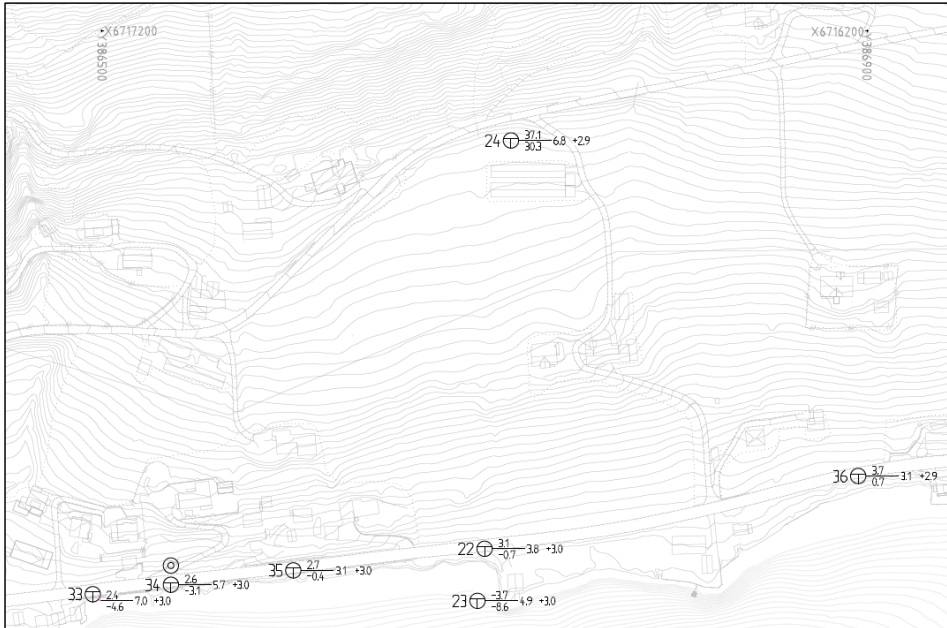 X6717200
Y386500
X6716200
Y386900
24 37.1 6.8 +2.9
30.3
36 3.7 3.1 +2.9
0.7
22 3.1 3.8 +3.0
-0.7
35 2.7 3.1 +3.0
-0.4
34 2.6 5.7 +3.0
-3.1
33 2.4 7.0 +3.0
-4.6
23 -3.7 4.9 +3.0
-8.6